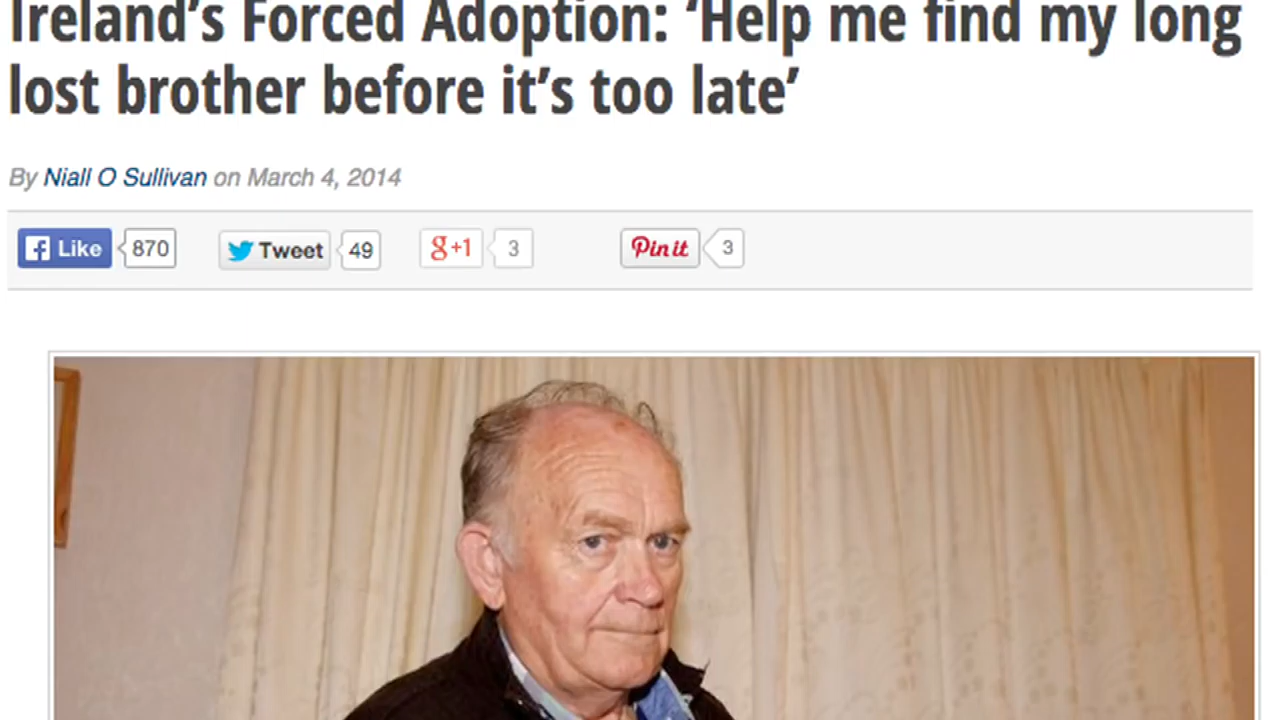 Ireland's Forced Adoption: 'Help me find my long
lost brother before it's too late'
By Niall O Sullivan on March 4, 2014
Like 870 Tweet 49 g+1 3 Pin it 3